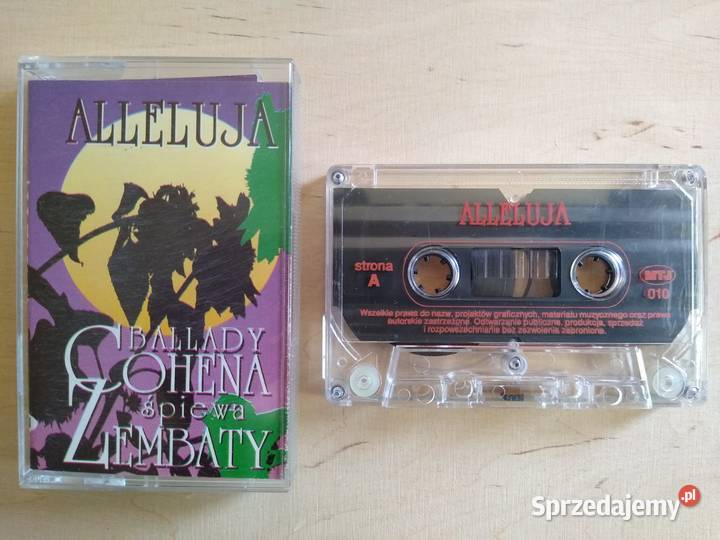 ALLELUJA
BALLADY
COHENA
śpiewa
ZEMBATY
ALLELUJA
strona
A
MTJ
010
Wszelkie prawa do nazw, projektów graficznych, materiału muzycznego oraz prawa
autorskie zastrzeżone. Odtwarzanie publiczne, produkcja, sprzedaż
i rozpowszechnianie bez zezwolenia zabronione.
Sprzedajemy.pl